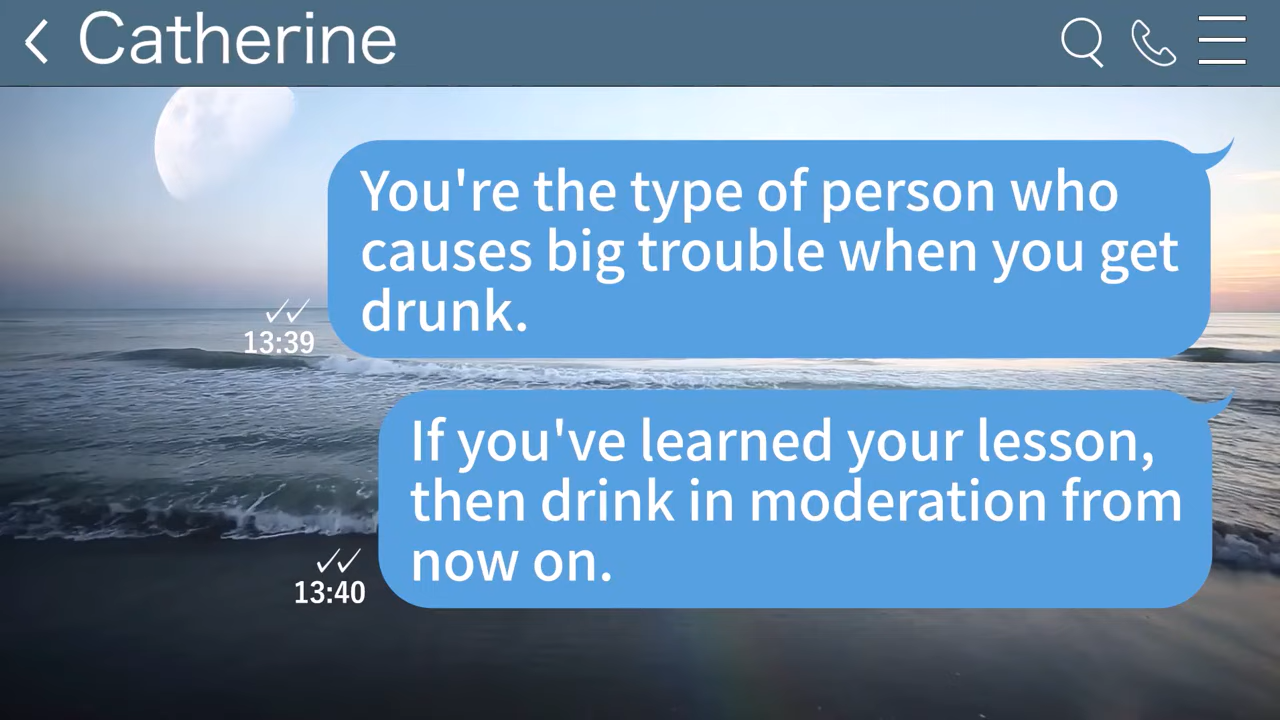 Catherine
You're the type of person who
causes big trouble when you get
drunk.
13:39
If you've learned your lesson,
then drink in moderation from
now on.
13:40